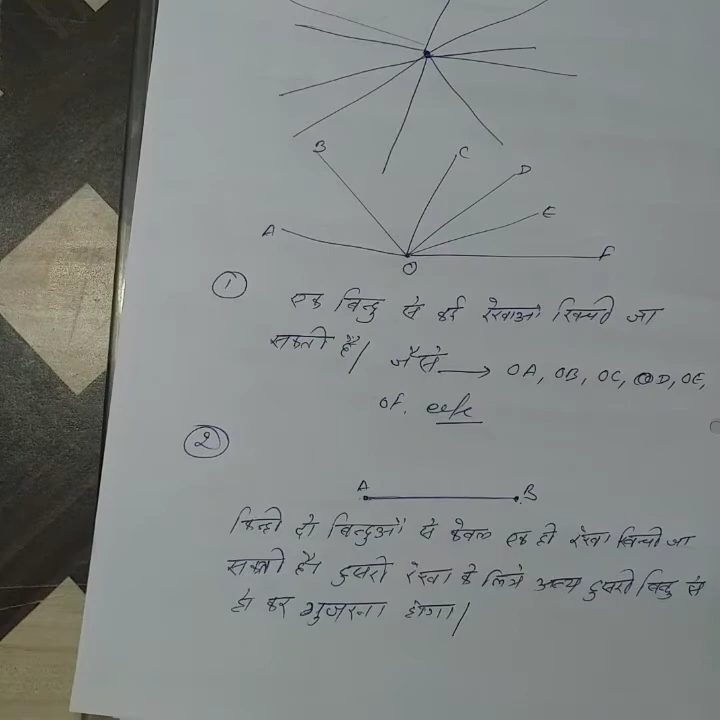 B
C
D
A
E
F
O
① एक बिन्दु से कई रेखाओं खिंची जा
सकती है। जैसे → OA, OB, OC, OD, OE,
OF. etc
②
A B
किन्ही दो बिन्दुओं से केवल एक ही रेखा खिंची जा
सकती है। दुसरी रेखा के लिए अन्य दुसरी बिंदु से
हो कर गुजरना होगा।